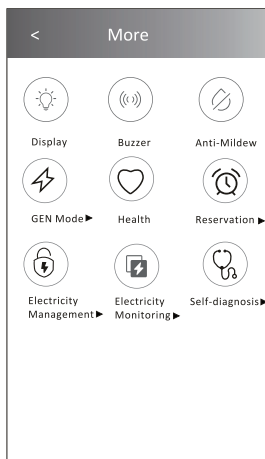 < More
Display Buzzer Anti-Mildew
GEN Mode▶ Health Reservation▶
Electricity Electricity Self-diagnosis▶
Management▶ Monitoring▶